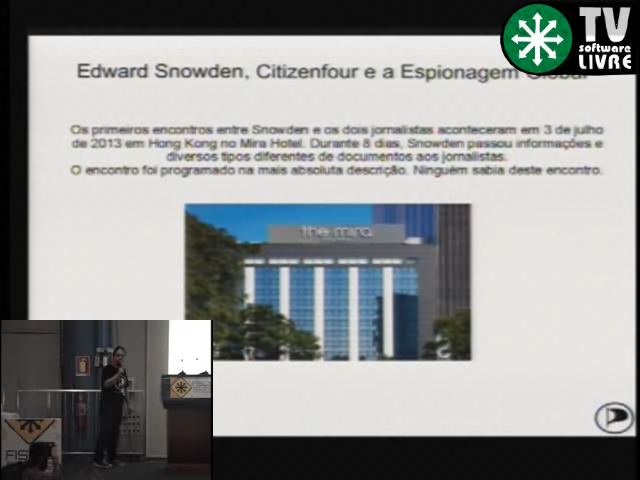 TV
software
LIVRE
Edward Snowden, Citizenfour e a Espionagem Global
Os primeiros encontros entre Snowden e os dois jornalistas aconteceram em 3 de julho
de 2013 em Hong Kong no Mira Hotel. Durante 8 dias, Snowden passou informações e
diversos tipos diferentes de documentos aos jornalistas.
O encontro foi programado na mais absoluta descrição. Ninguém sabia deste encontro.
the mira
FIS